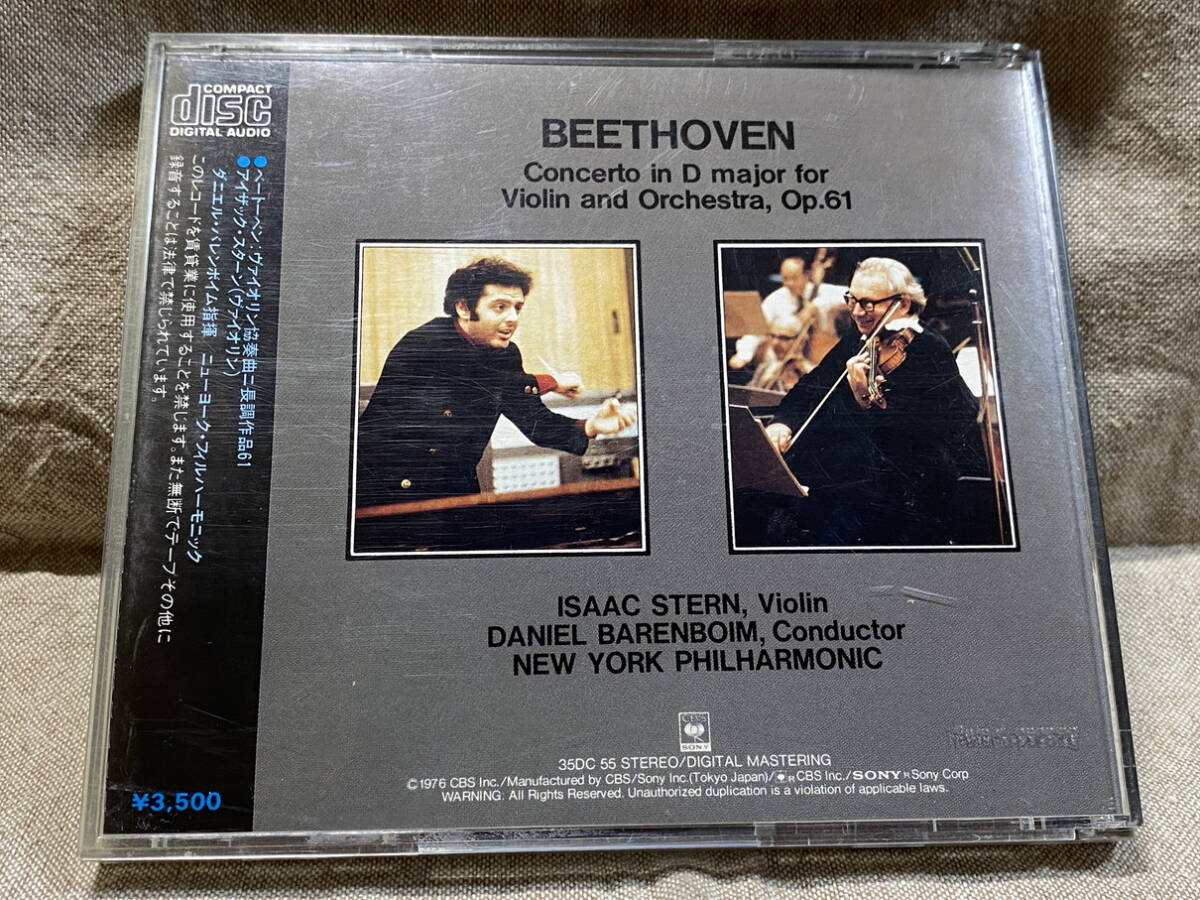 COMPACT
disc
DIGITAL AUDIO
●ベートーベン:ヴァイオリン協奏曲ニ長調作品61
●アイザック・スターン(ヴァイオリン)
ダニエル・バレンボイム指揮 ニューヨーク・フィルハーモニック
このレコードを賃貸業に使用することを禁じます。また無断でテープその他に
録音することは法律で禁じられています。
¥3,500
BEETHOVEN
Concerto in D major for
Violin and Orchestra, Op.61
ISAAC STERN, Violin
DANIEL BARENBOIM, Conductor
NEW YORK PHILHARMONIC
CBS
SONY
35DC 55 STEREO/DIGITAL MASTERING
©1976 CBS Inc./Manufactured by CBS/Sony Inc.(Tokyo Japan)/ R CBS Inc./SONY R Sony Corp
WARNING: All Rights Reserved. Unauthorized duplication is a violation of applicable laws.